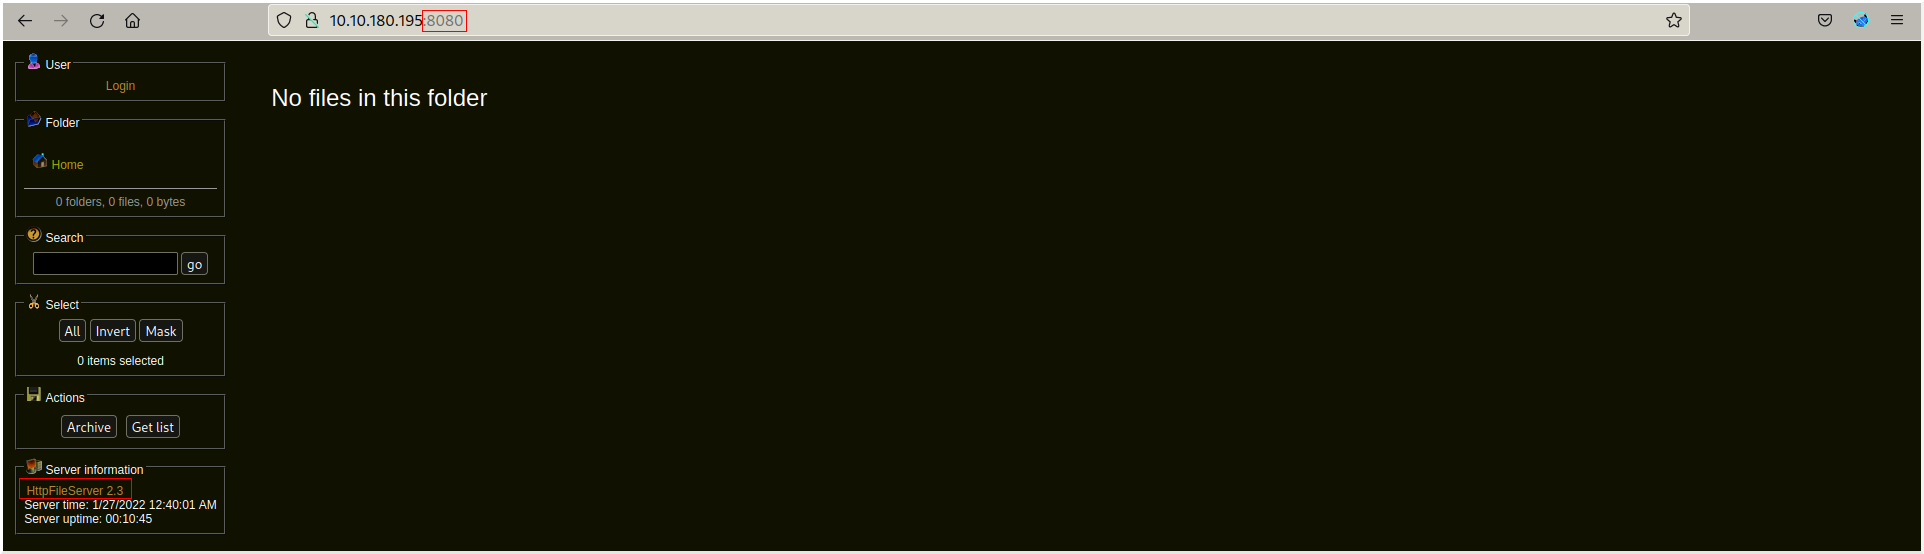 10.10.180.195:8080
User
Login
No files in this folder
Folder
Home
0 folders, 0 files, 0 bytes
Search
go
Select
All Invert Mask
0 items selected
Actions
Archive Get list
Server information
HttpFileServer 2.3
Server time: 1/27/2022 12:40:01 AM
Server uptime: 00:10:45